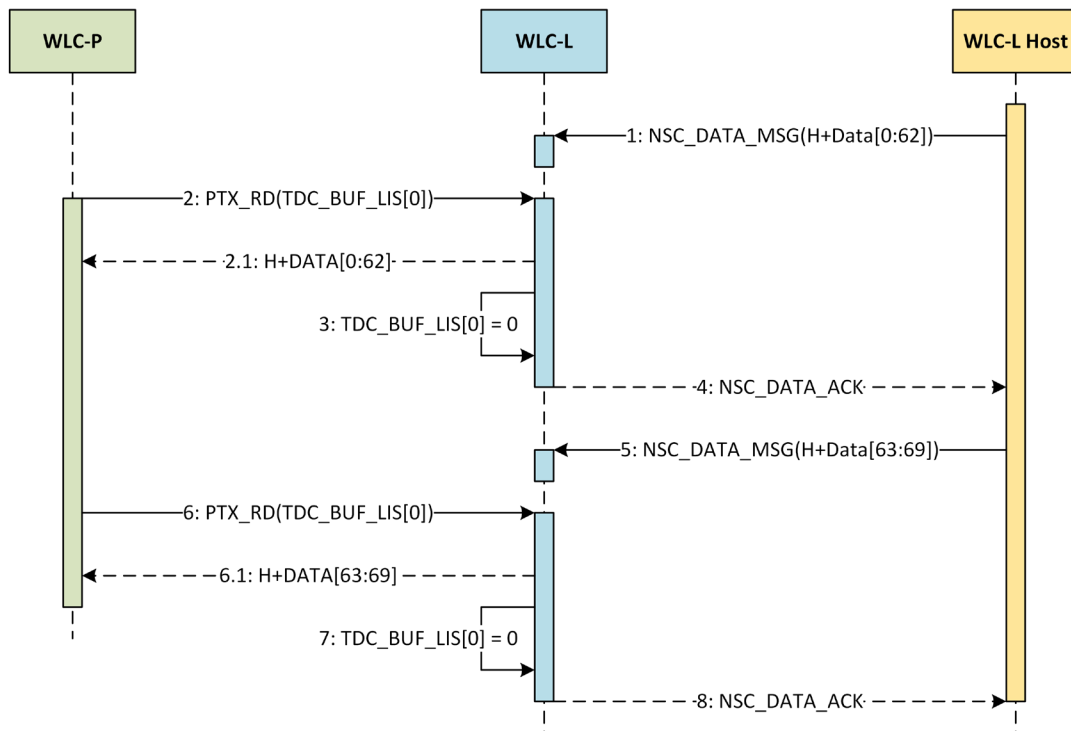 WLC-P
WLC-L
WLC-L Host
1: NSC_DATA_MSG(H+Data[0:62])
2: PTX_RD(TDC_BUF_LIS[0])
2.1: H+DATA[0:62]
3: TDC_BUF_LIS[0] = 0
4: NSC_DATA_ACK
5: NSC_DATA_MSG(H+Data[63:69])
6: PTX_RD(TDC_BUF_LIS[0])
6.1: H+DATA[63:69]
7: TDC_BUF_LIS[0] = 0
8: NSC_DATA_ACK